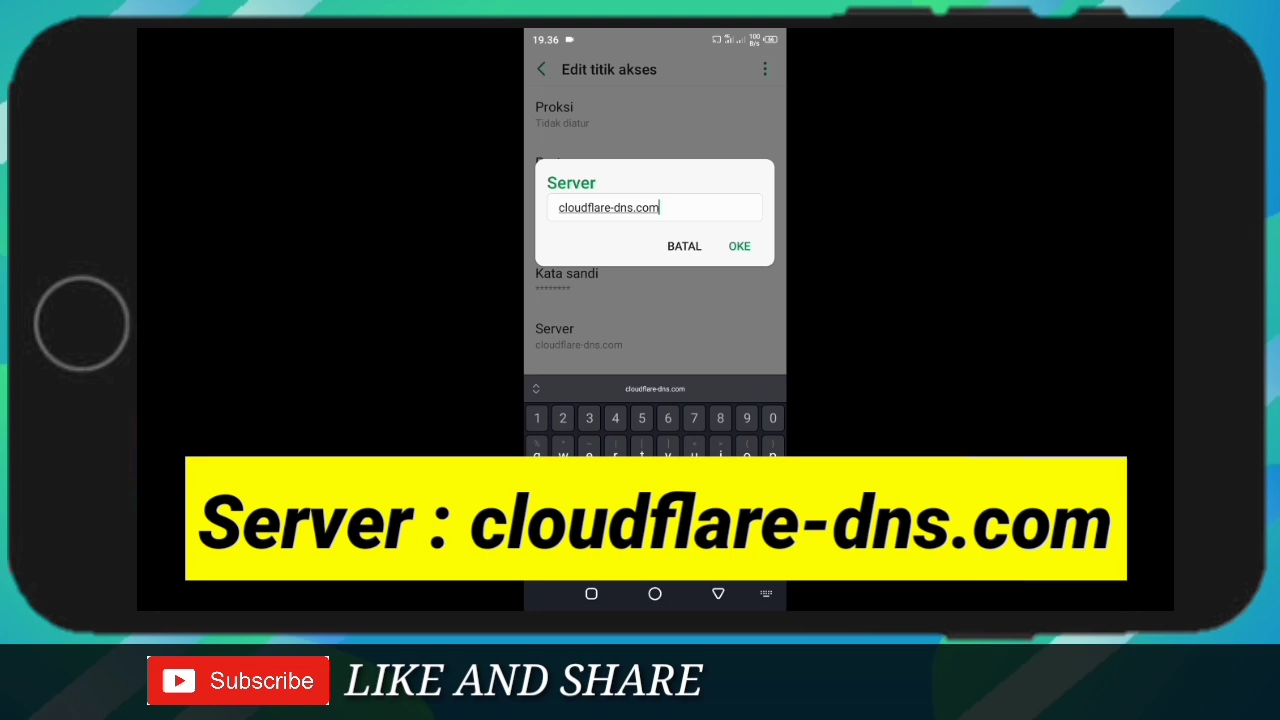 19.36
100
B/s
Edit titik akses
Proksi
Tidak diatur
Server
cloudflare-dns.com
BATAL OKE
Kata sandi
********
Server
cloudflare-dns.com
cloudflare-dns.com
1 2 3 4 5 6 7 8 9 0
q w e r t y u i o p
Server : cloudflare-dns.com
Subscribe LIKE AND SHARE